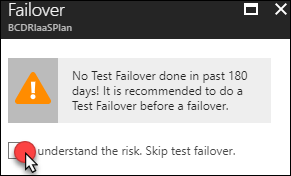 Failover
BCDRIaaSPlan
No Test Failover done in past 180
days! It is recommended to do a
Test Failover before a failover.
understand the risk. Skip test failover.